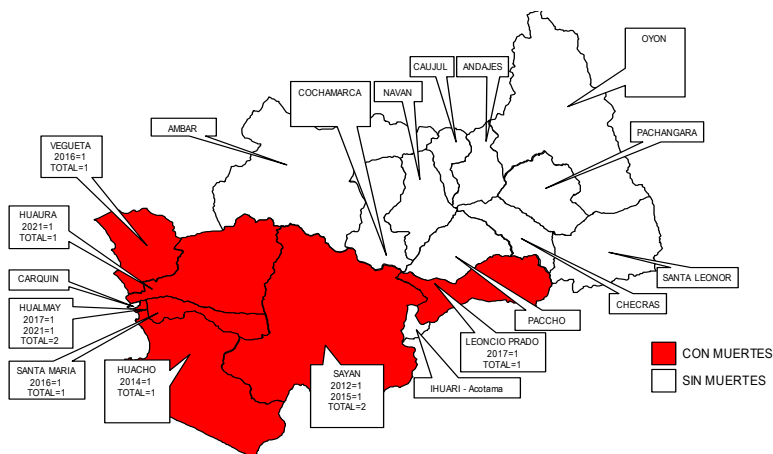 OYON
CAUJUL
ANDAJES
COCHAMARCA
NAVAN
AMBAR
PACHANGARA
VEGUETA
2016=1
TOTAL=1
HUAURA
2021=1
TOTAL=1
CARQUIN
HUALMAY
2017=1
2021=1
TOTAL=2
SANTA MARIA
2016=1
TOTAL=1
HUACHO
2014=1
TOTAL=1
SAYAN
2012=1
2015=1
TOTAL=2
IHUARI - Acotama
LEONCIO PRADO
2017=1
TOTAL=1
PACCHO
CHECRAS
SANTA LEONOR
CON MUERTES
SIN MUERTES